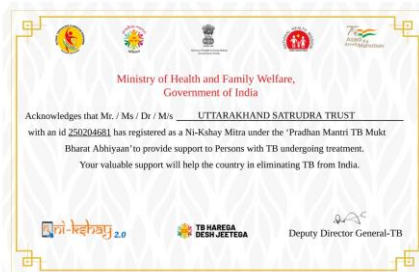 Ministry of Health and Family Welfare,
Government of India
Acknowledges that Mr. / Ms / Dr / M/s UTTARAKHAND SATRUDRA TRUST
with an id 250204681 has registered as a Ni-Kshay Mitra under the 'Pradhan Mantri TB Mukt
Bharat Abhiyaan'to provide support to Persons with TB undergoing treatment.
Your valuable support will help the country in eliminating TB from India.
ni-kshay 2.0
TB HAREGA
DESH JEETEGA
Deputy Director General-TB